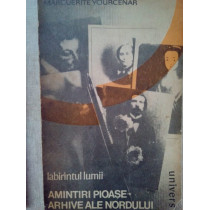 MARGUERITE YOURCENAR
labirintul lumii
AMINTIRI PIOASE
ARHIVE ALE NORDULUI
univers